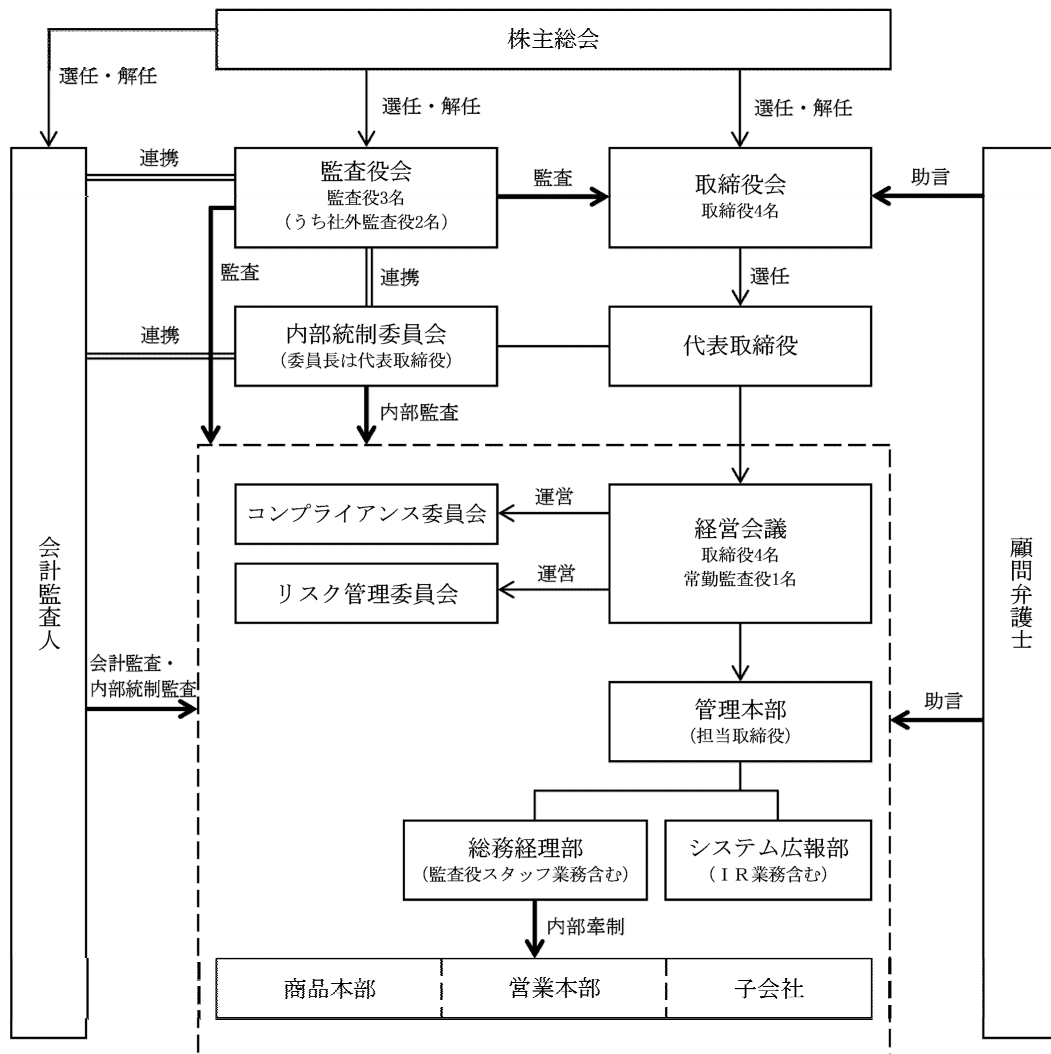 株主総会
選任・解任
選任・解任
選任・解任
連携
監査役会
監査役3名
(うち社外監査役2名)
監査
取締役会
取締役4名
助言
監査
連携
選任
連携
内部統制委員会
(委員長は代表取締役)
代表取締役
内部監査
コンプライアンス委員会
運営
経営会議
取締役4名
常勤監査役1名
リスク管理委員会
運営
会計監査人
顧問弁護士
会計監査・
内部統制監査
管理本部
(担当取締役)
助言
総務経理部
(監査役スタッフ業務含む)
システム広報部
(IR業務含む)
内部牽制
商品本部
営業本部
子会社